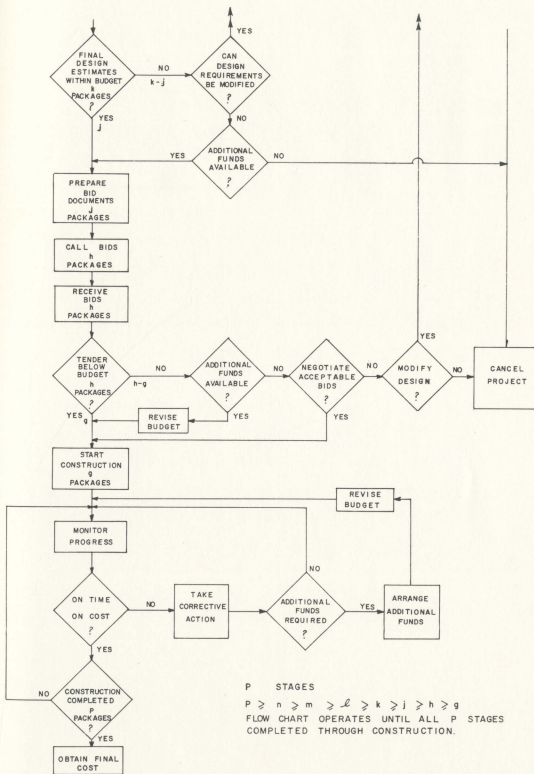 FINAL
DESIGN
ESTIMATES
WITHIN BUDGET
k
PACKAGES
?
NO
k-j
YES
j
CAN
DESIGN
REQUIREMENTS
BE MODIFIED
?
YES
NO
ADDITIONAL
FUNDS
AVAILABLE
?
YES
NO
PREPARE
BID
DOCUMENTS
J
PACKAGES
CALL BIDS
h
PACKAGES
RECEIVE
BIDS
h
PACKAGES
TENDER
BELOW
BUDGET
h
PACKAGES
?
NO
h-g
YES
g
ADDITIONAL
FUNDS
AVAILABLE
?
NO
YES
REVISE
BUDGET
NEGOTIATE
ACCEPTABLE
BIDS
?
NO
YES
MODIFY
DESIGN
?
YES
NO
CANCEL
PROJECT
START
CONSTRUCTION
g
PACKAGES
REVISE
BUDGET
MONITOR
PROGRESS
ON TIME
ON COST
?
NO
YES
TAKE
CORRECTIVE
ACTION
ADDITIONAL
FUNDS
REQUIRED
?
NO
YES
ARRANGE
ADDITIONAL
FUNDS
CONSTRUCTION
COMPLETED
P
PACKAGES
?
NO
YES
OBTAIN FINAL
COST
P STAGES
P ≥ n ≥ m ≥ ℓ ≥ k ≥ j ≥ h ≥ g
FLOW CHART OPERATES UNTIL ALL P STAGES
COMPLETED THROUGH CONSTRUCTION.